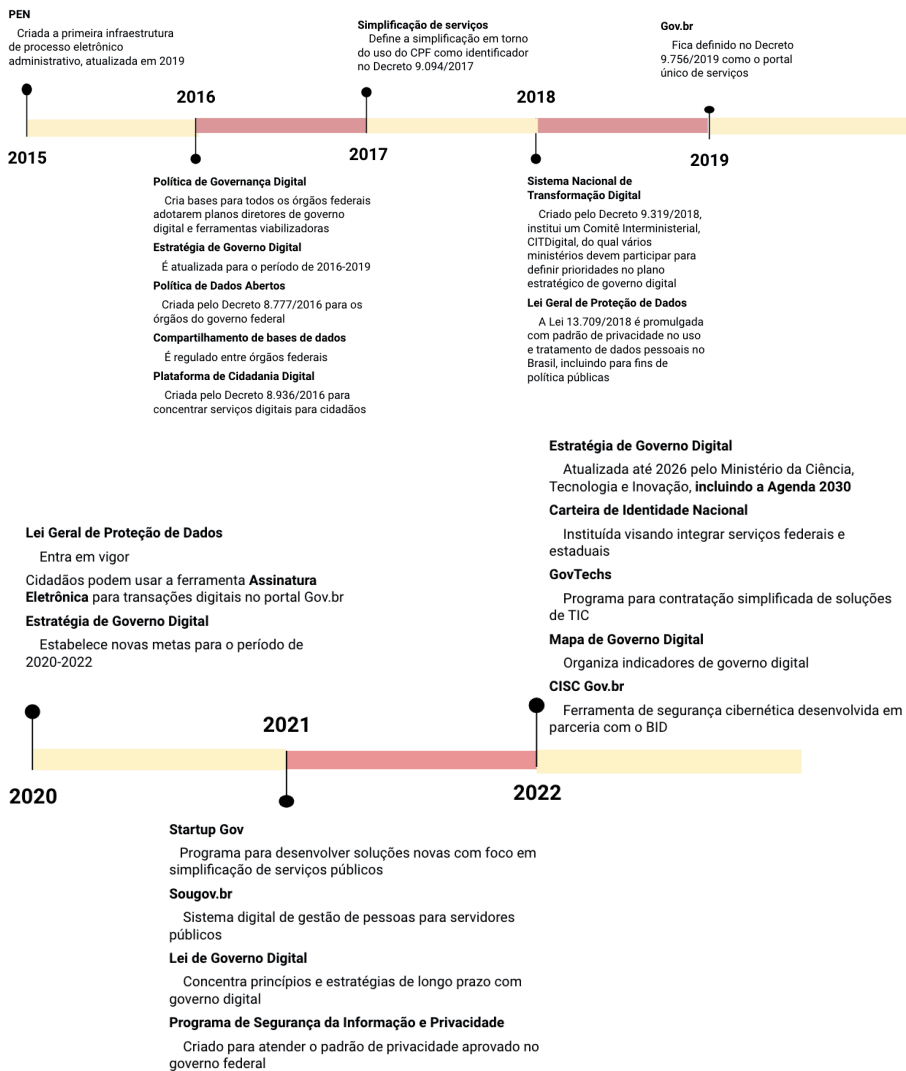 PEN
Criada a primeira infraestrutura
de processo eletrônico
administrativo, atualizada em 2019
Simplificação de serviços
Define a simplificação em torno
do uso do CPF como identificador
no Decreto 9.094/2017
Gov.br
Fica definido no Decreto
9.756/2019 como o portal
único de serviços
2016
2018
2015
2017
2019
Política de Governança Digital
Cria bases para todos os órgãos federais
adotarem planos diretores de governo
digital e ferramentas viabilizadoras
Estratégia de Governo Digital
É atualizada para o período de 2016-2019
Política de Dados Abertos
Criada pelo Decreto 8.777/2016 para os
órgãos do governo federal
Compartilhamento de bases de dados
É regulado entre órgãos federais
Plataforma de Cidadania Digital
Criada pelo Decreto 8.936/2016 para
concentrar serviços digitais para cidadãos
Sistema Nacional de
Transformação Digital
Criado pelo Decreto 9.319/2018,
institui um Comitê Interministerial,
CITDigital, do qual vários
ministérios devem participar para
definir prioridades no plano
estratégico de governo digital
Lei Geral de Proteção de Dados
A Lei 13.709/2018 é promulgada
com padrão de privacidade no uso
e tratamento de dados pessoais no
Brasil, incluindo para fins de
política públicas
Lei Geral de Proteção de Dados
Entra em vigor
Cidadãos podem usar a ferramenta Assinatura
Eletrônica para transações digitais no portal Gov.br
Estratégia de Governo Digital
Estabelece novas metas para o período de
2020-2022
Estratégia de Governo Digital
Atualizada até 2026 pelo Ministério da Ciência,
Tecnologia e Inovação, incluindo a Agenda 2030
Carteira de Identidade Nacional
Instituída visando integrar serviços federais e
estaduais
GovTechs
Programa para contratação simplificada de soluções
de TIC
Mapa de Governo Digital
Organiza indicadores de governo digital
CISC Gov.br
Ferramenta de segurança cibernética desenvolvida em
parceria com o BID
2021
2020
2022
Startup Gov
Programa para desenvolver soluções novas com foco em
simplificação de serviços públicos
Sougov.br
Sistema digital de gestão de pessoas para servidores
públicos
Lei de Governo Digital
Concentra princípios e estratégias de longo prazo com
governo digital
Programa de Segurança da Informação e Privacidade
Criado para atender o padrão de privacidade aprovado no
governo federal